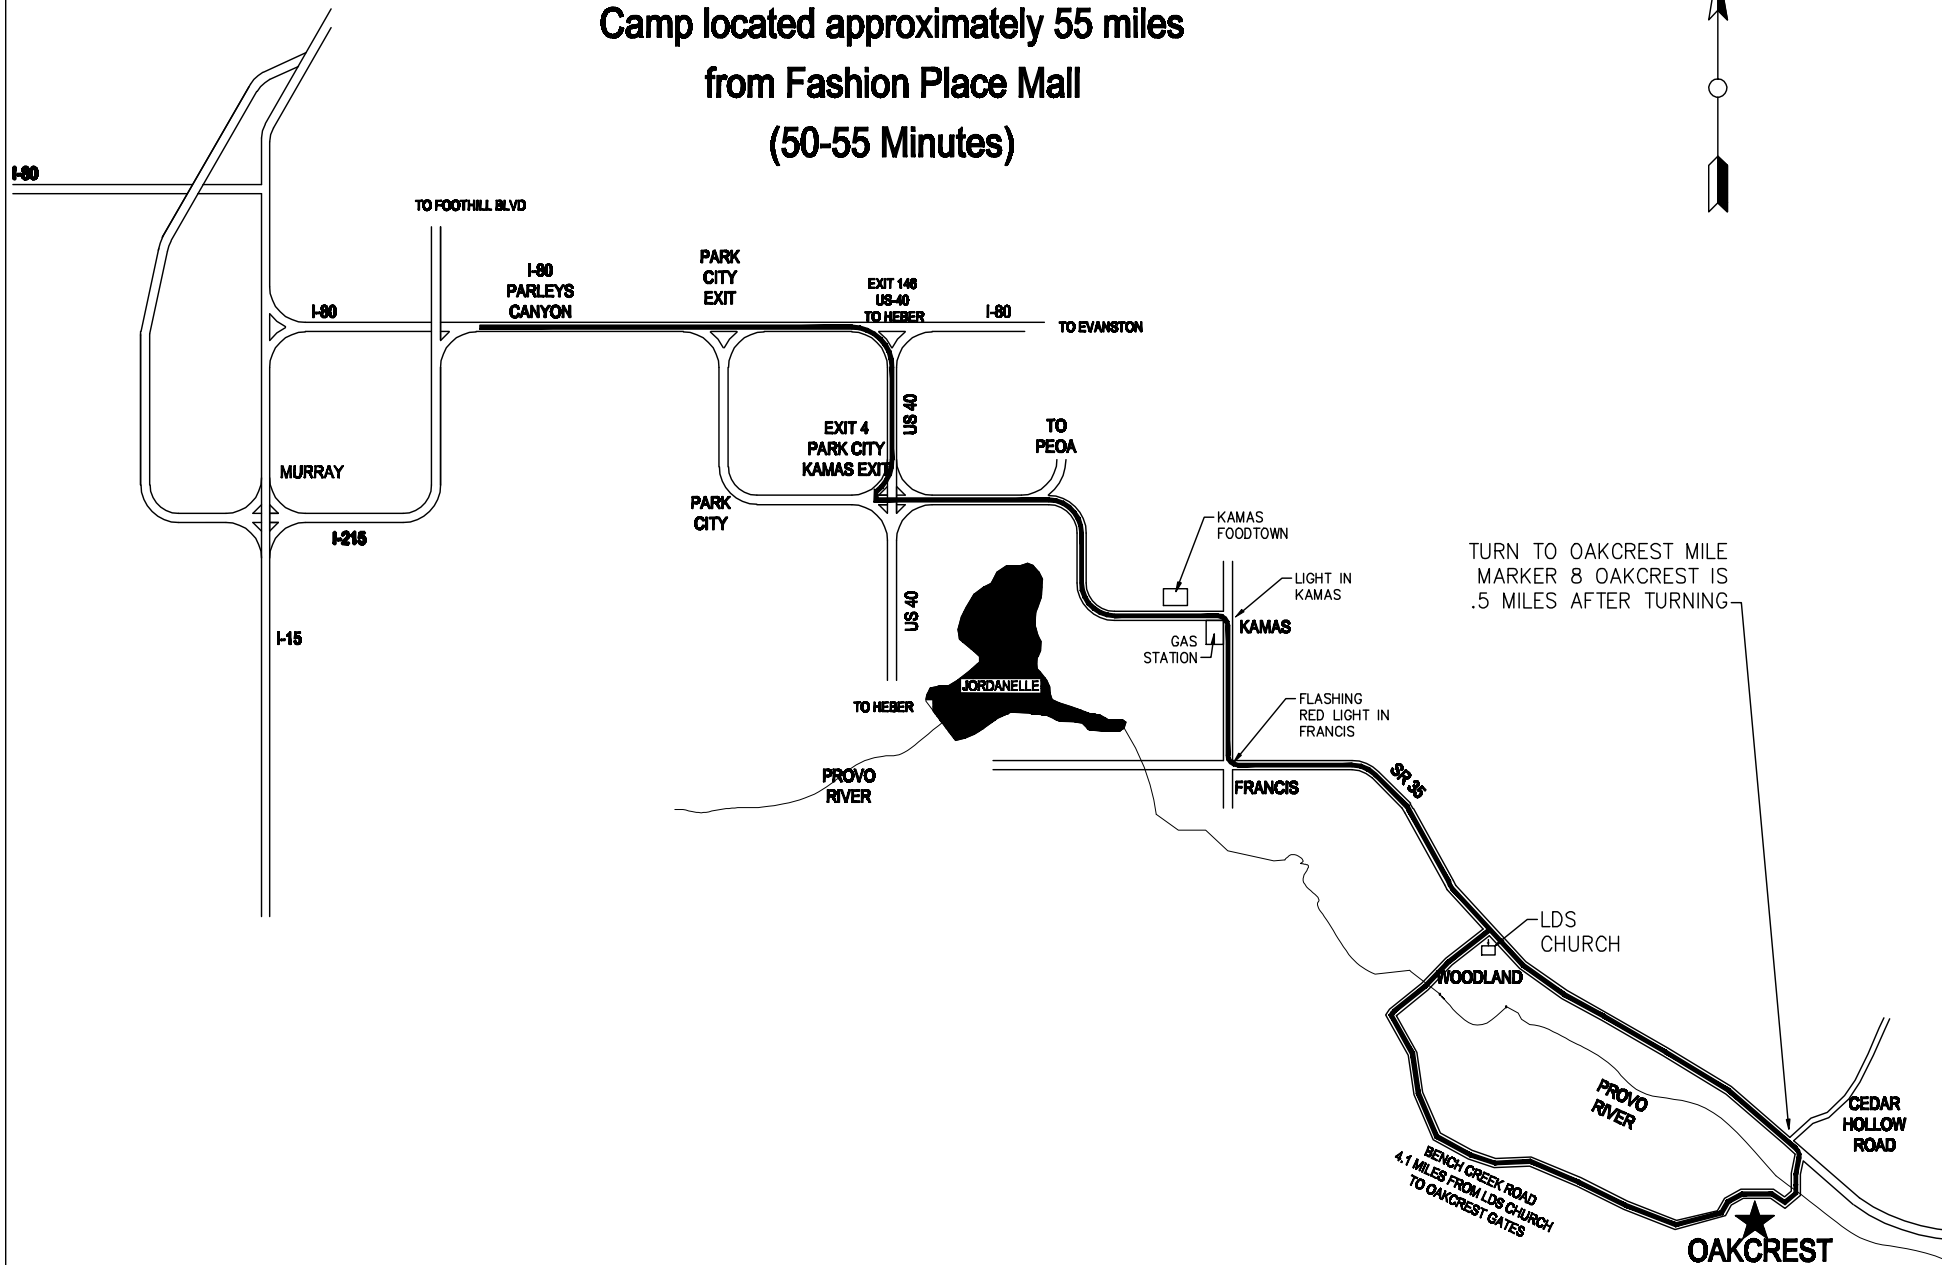 Camp located approximately 55 miles
from Fashion Place Mall
(50-55 Minutes)
I-80
TO FOOTHILL BLVD
I-80
PARLEYS
CANYON
PARK
CITY
EXIT
EXIT 146
US-40
TO HEBER
I-80
I-80
TO EVANSTON
US 40
EXIT 4
PARK CITY
KAMAS EXIT
TO
PEOA
MURRAY
PARK
CITY
I-215
KAMAS
FOODTOWN
LIGHT IN
KAMAS
TURN TO OAKCREST MILE
MARKER 8 OAKCREST IS
.5 MILES AFTER TURNING
US 40
I-15
KAMAS
GAS
STATION
JORDANELLE
TO HEBER
FLASHING
RED LIGHT IN
FRANCIS
PROVO
RIVER
FRANCIS
SR 35
LDS
CHURCH
WOODLAND
PROVO
RIVER
CEDAR
HOLLOW
ROAD
BENCH CREEK ROAD
4.1 MILES FROM LDS CHURCH
TO OAKCREST GATES
OAKCREST